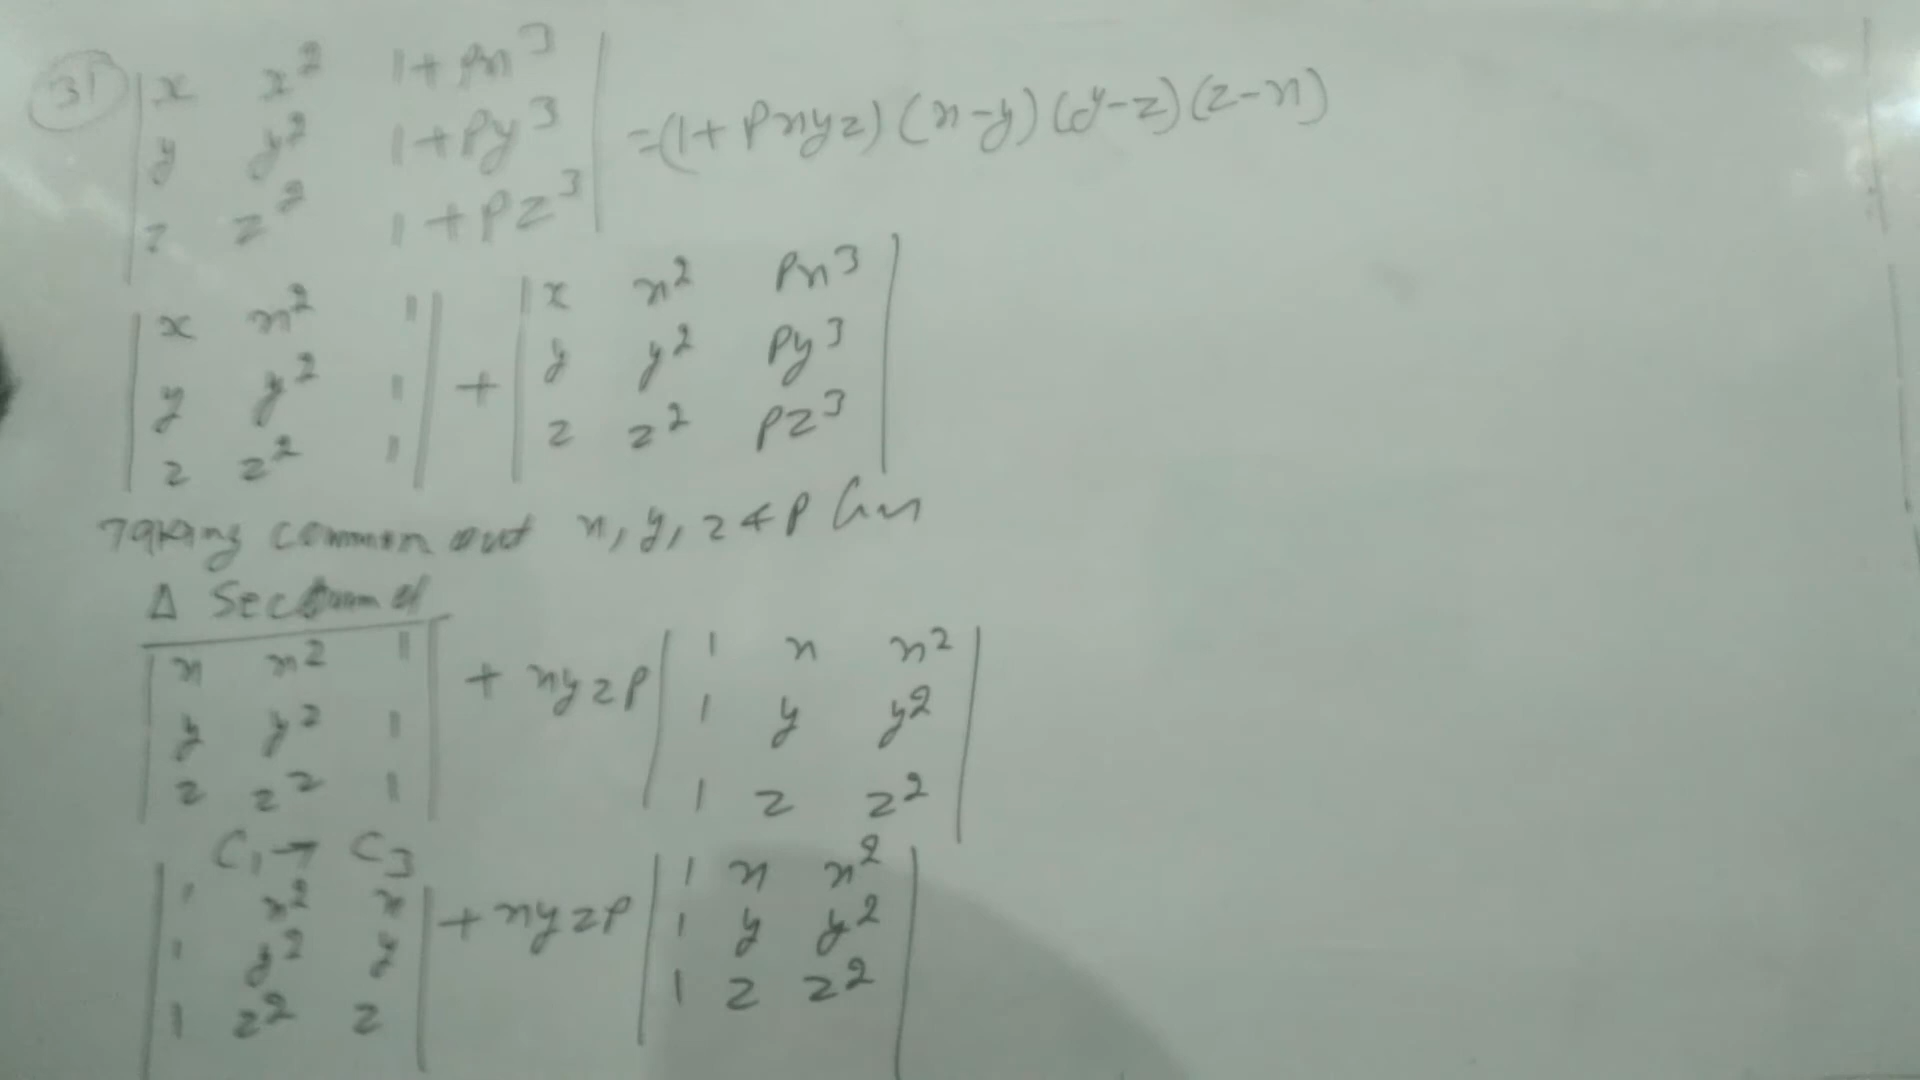 31
x x² 1+Px³
y y² 1+Py³ =(1+Pxyz)(x-y)(y-z)(z-x)
z z² 1+Pz³
x x² 1 + x x² Px³
y y² 1 y y² Py³
z z² 1 z z² Pz³
Taking common out x, y, z & P
Δ
x x² 1 + xyzP 1 x x²
y y² 1 1 y y²
z z² 1 1 z z²
C₁→ C₃
1 x² x + xyzP 1 x x²
1 y² y 1 y y²
1 z² z 1 z z²